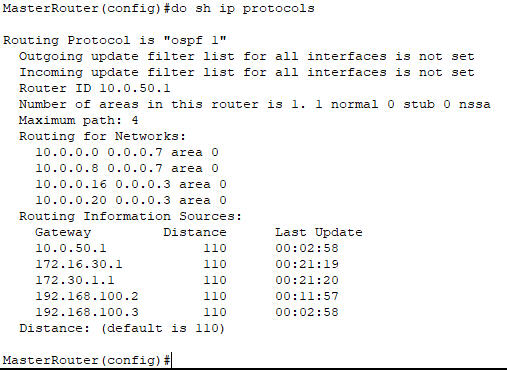 MasterRouter(config)#do sh ip protocols
Routing Protocol is "ospf 1"
Outgoing update filter list for all interfaces is not set
Incoming update filter list for all interfaces is not set
Router ID 10.0.50.1
Number of areas in this router is 1. 1 normal 0 stub 0 nssa
Maximum path: 4
Routing for Networks:
10.0.0.0 0.0.0.7 area 0
10.0.0.8 0.0.0.7 area 0
10.0.0.16 0.0.0.3 area 0
10.0.0.20 0.0.0.3 area 0
Routing Information Sources:
Gateway Distance Last Update
10.0.50.1 110 00:02:58
172.16.30.1 110 00:21:19
172.30.1.1 110 00:21:20
192.168.100.2 110 00:11:57
192.168.100.3 110 00:02:58
Distance: (default is 110)
MasterRouter(config)#